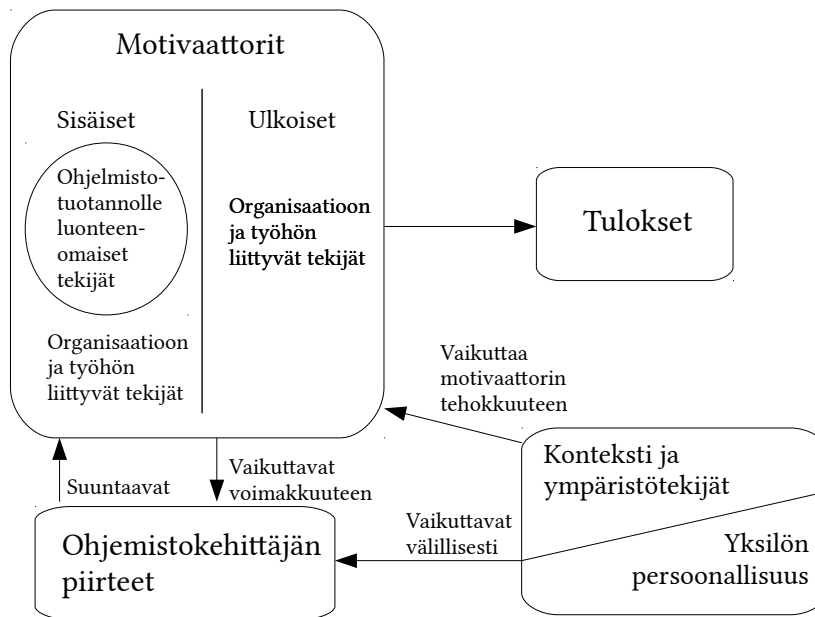 Motivaattorit
Sisäiset
Ulkoiset
Ohjelmisto-
tuotannolle
luonteen-
omaiset
tekijät
Organisaatioon
ja työhön
liittyvät tekijät
Organisaatioon
ja työhön
liittyvät tekijät
Tulokset
Vaikuttaa
motivaattorin
tehokkuuteen
Suuntaavat
Vaikuttavat
voimakkuuteen
Konteksti ja
ympäristötekijät
Vaikuttavat
välillisesti
Ohjemistokehittäjän
piirteet
Yksilön
persoonallisuus